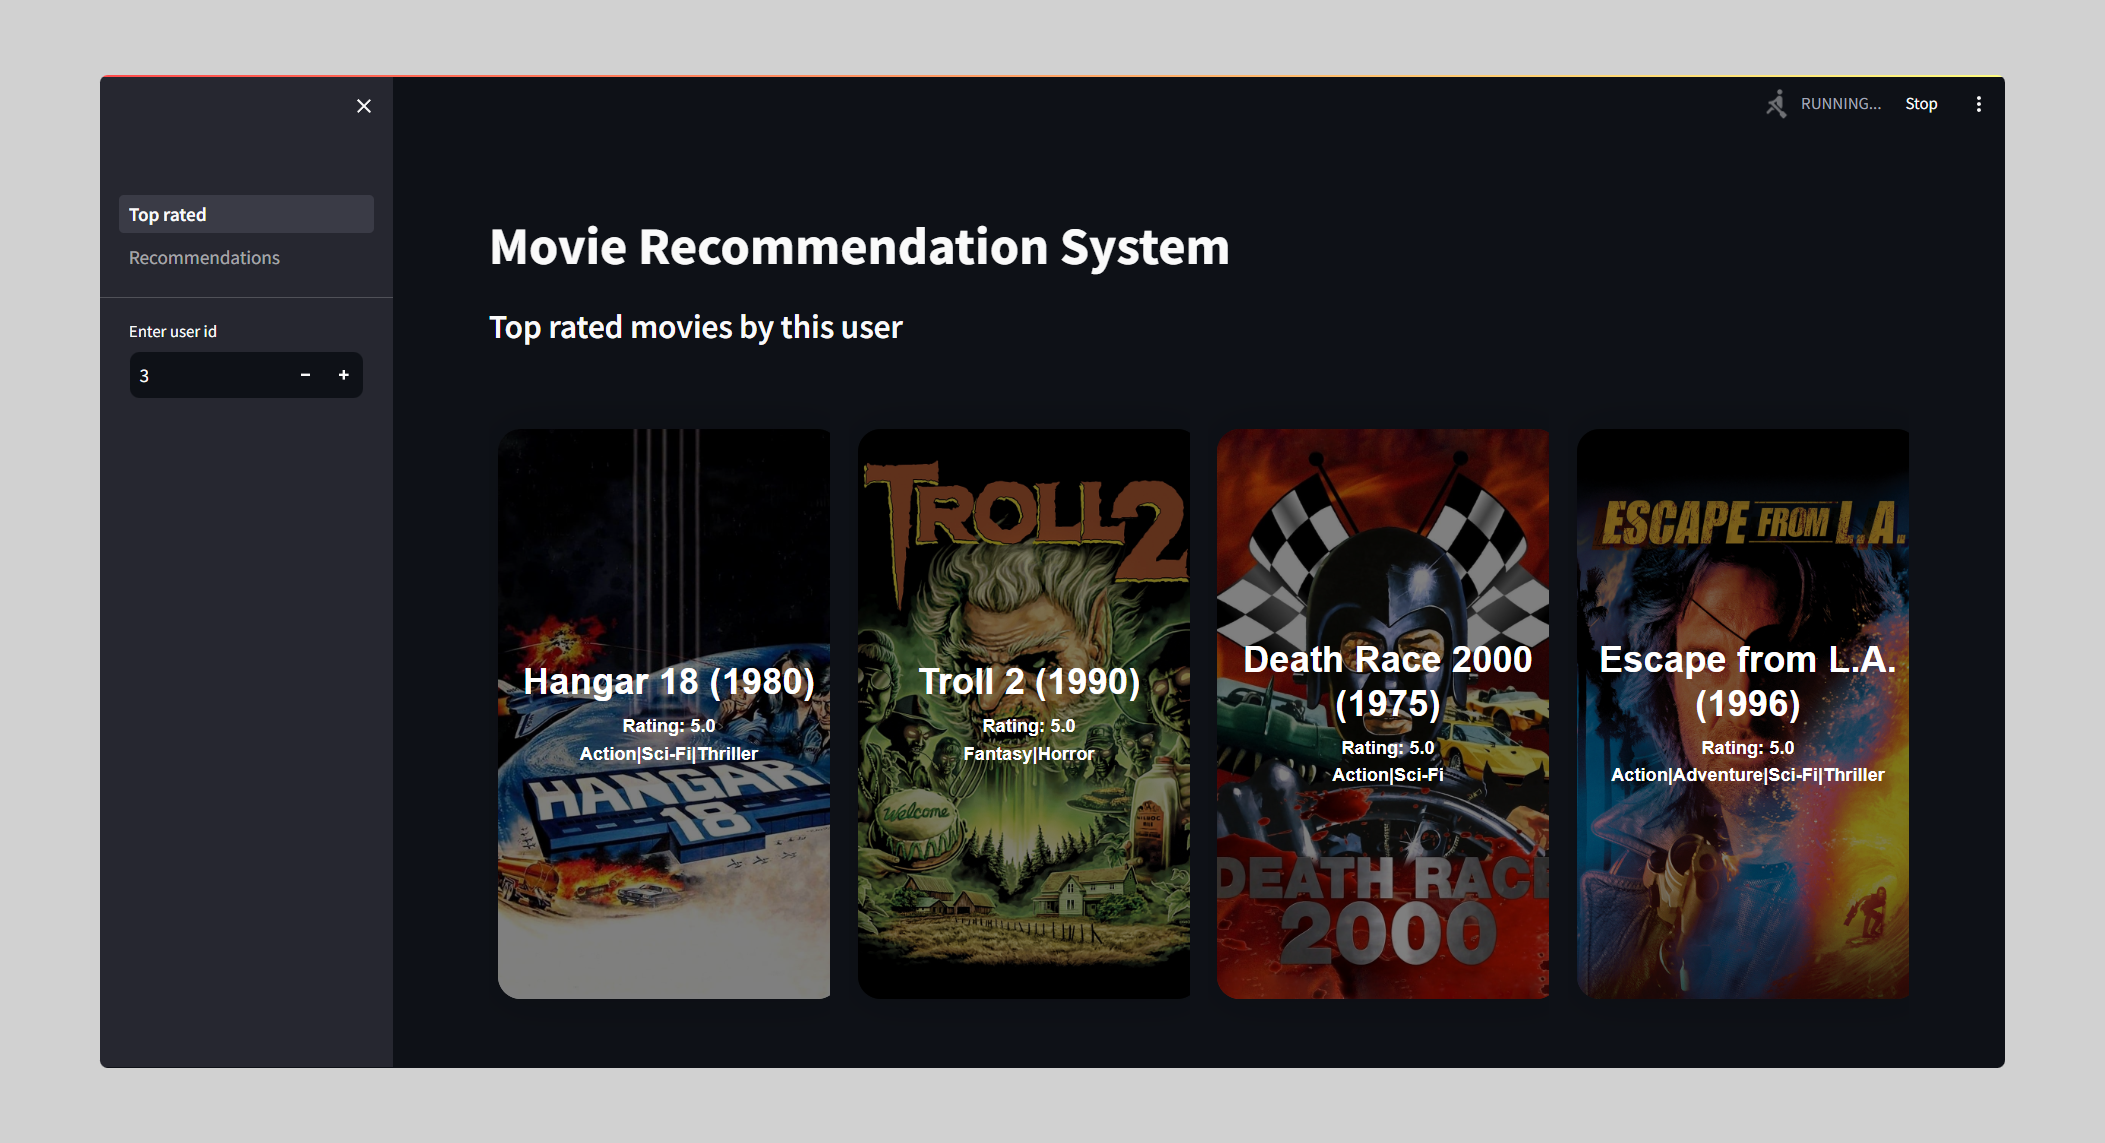 RUNNING...
Stop
Top rated
Recommendations
Enter user id
3
Movie Recommendation System
Top rated movies by this user
Hangar 18 (1980)
Rating: 5.0
Action|Sci-Fi|Thriller
HANGAR
18
TROLL 2
Troll 2 (1990)
Rating: 5.0
Fantasy|Horror
Welcome
Death Race 2000
(1975)
Rating: 5.0
Action|Sci-Fi
DEATH RACE
2000
ESCAPE FROM L.A.
Escape from L.A.
(1996)
Rating: 5.0
Action|Adventure|Sci-Fi|Thriller